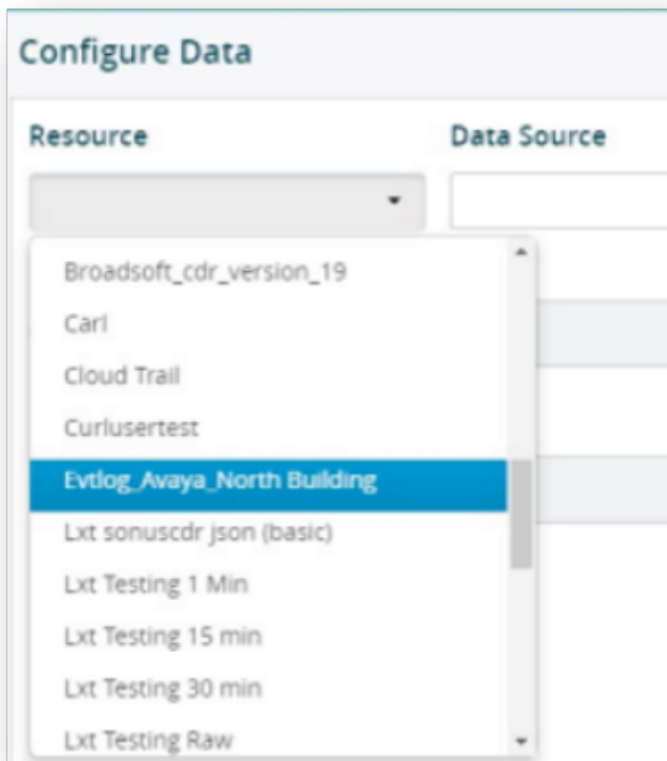 Configure Data
Resource Data Source
Broadsoft_cdr_version_19
Carl
Cloud Trail
Curlusertest
Evtlog_Avaya_North Building
Lxt sonuscdr json (basic)
Lxt Testing 1 Min
Lxt Testing 15 min
Lxt Testing 30 min
Lxt Testing Raw